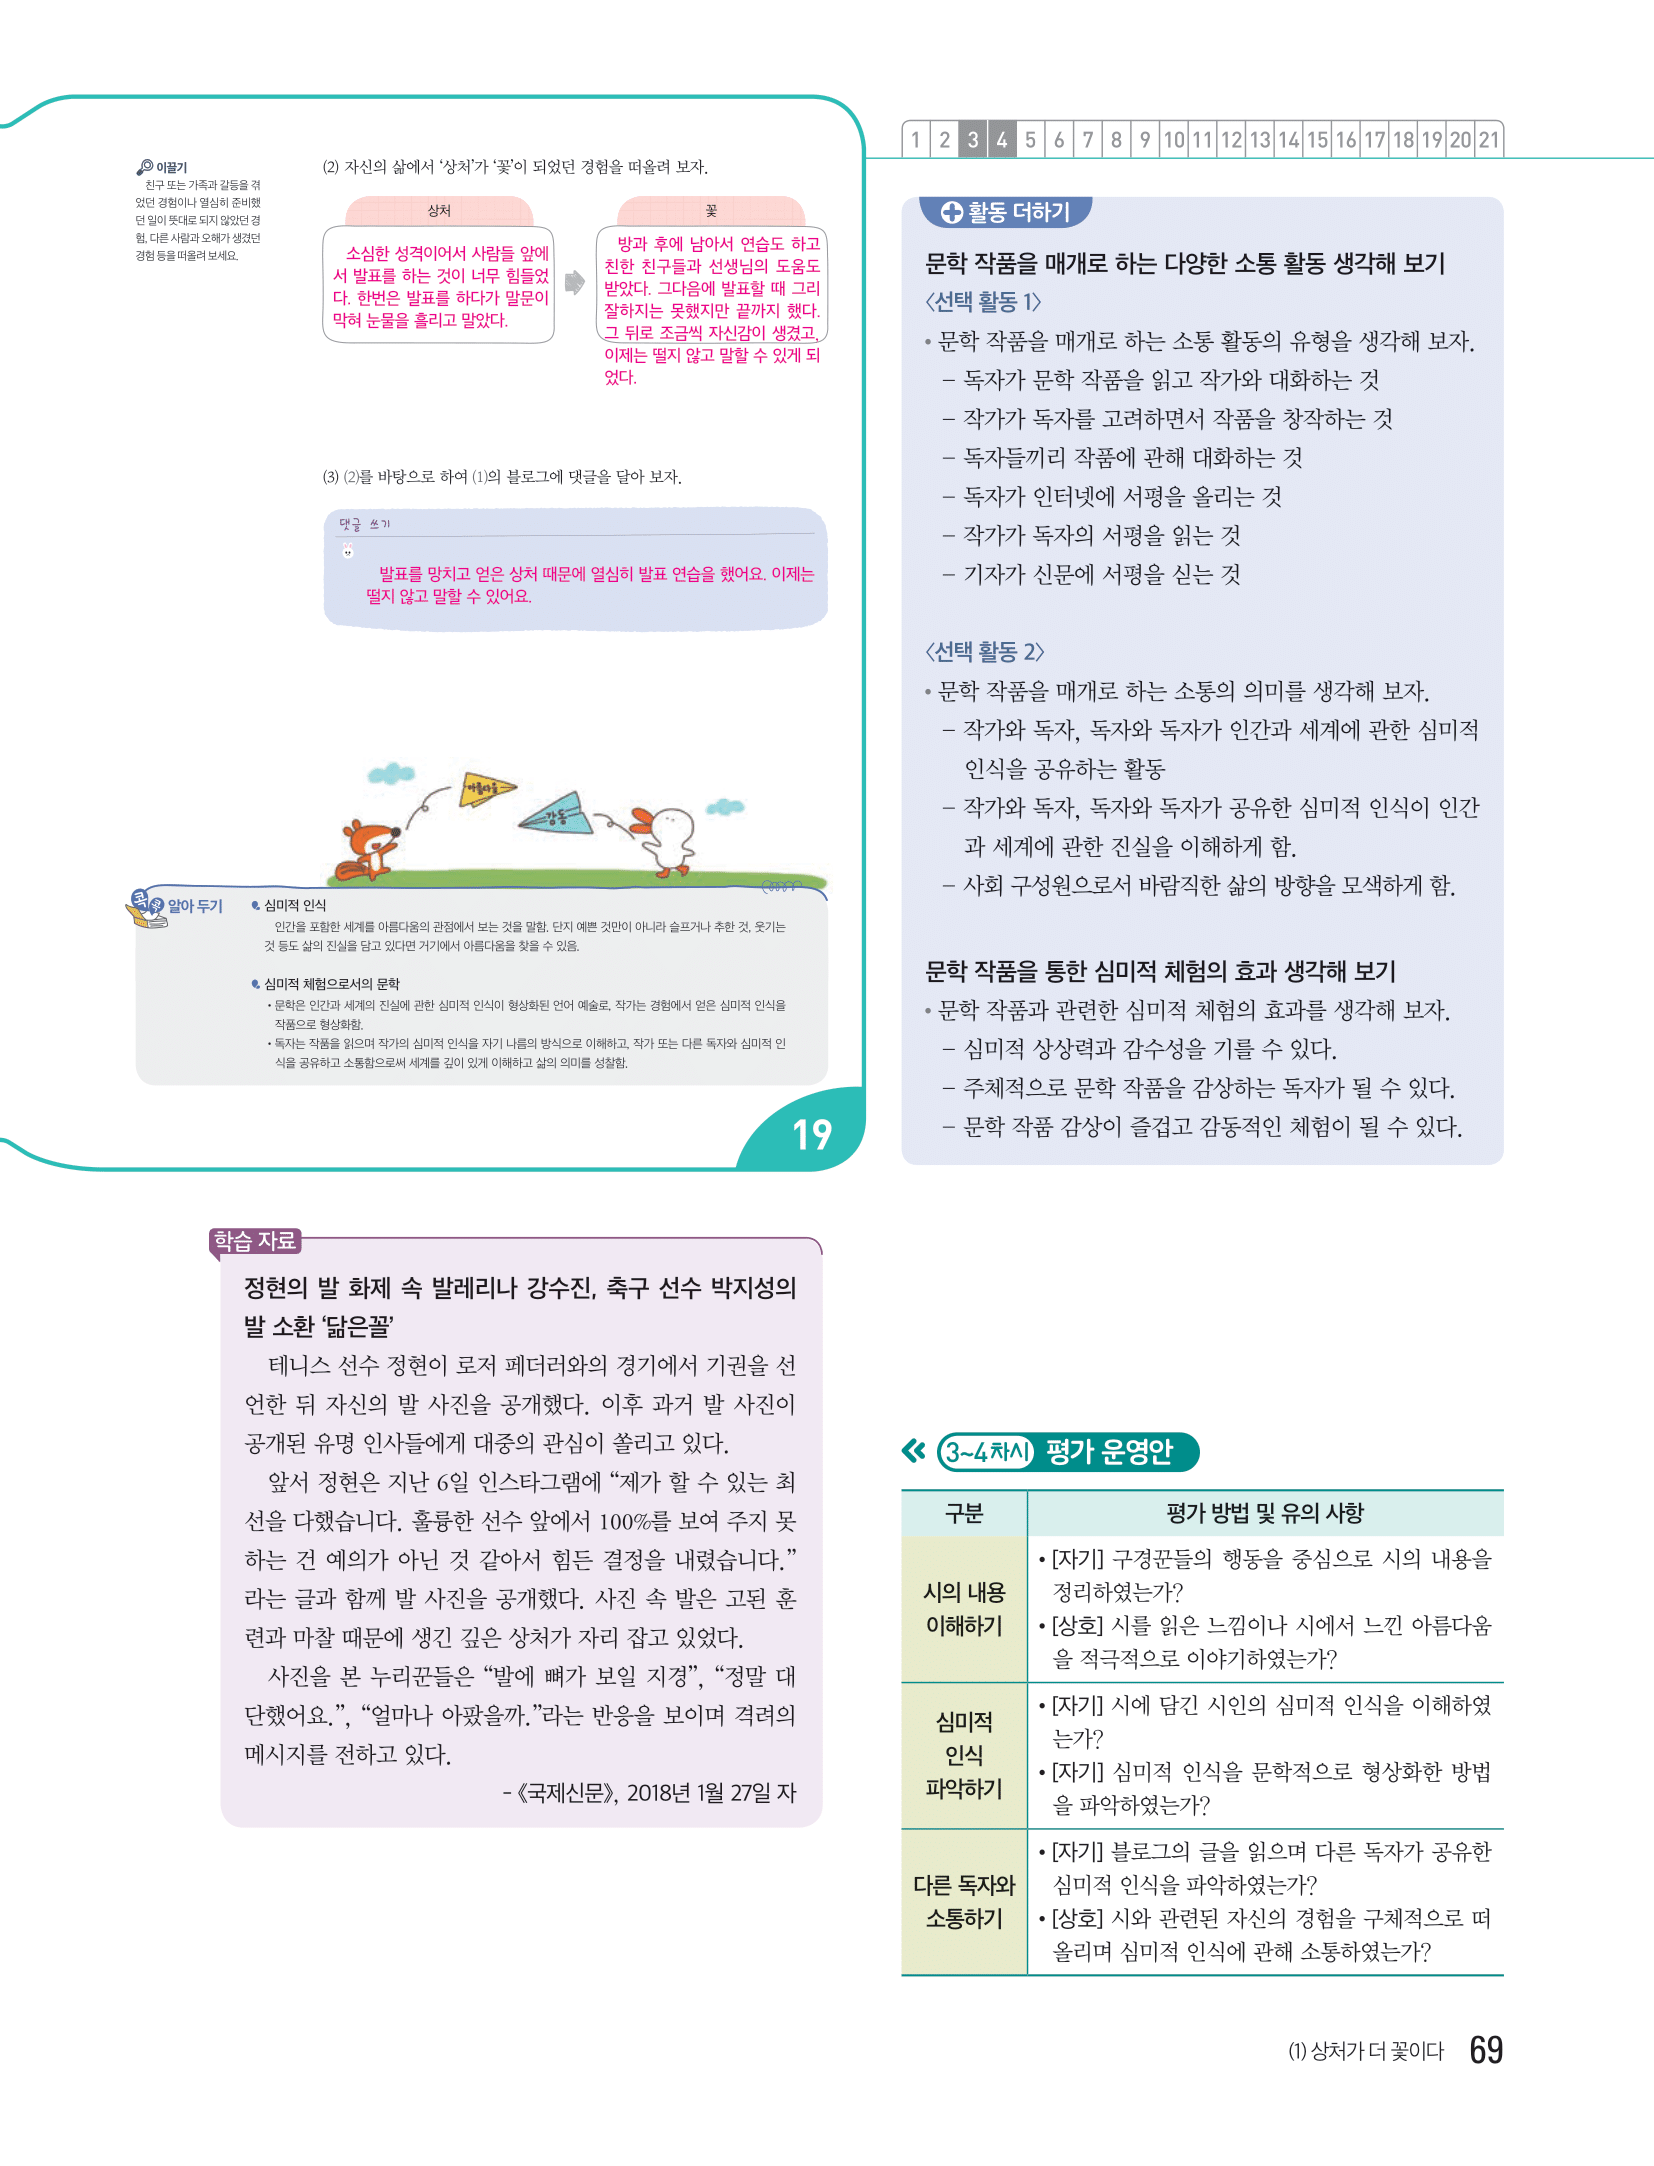 이끌기
친구 또는 가족과 갈등을 겪
었던 경험이나 열심히 준비했
던 일이 뜻대로 되지 않았던 경
험, 다른 사람과 오해가 생겼던
경험 등을 떠올려 보세요.
(2) 자신의 삶에서 ‘상처’가 ‘꽃’이 되었던 경험을 떠올려 보자.
상처
소심한 성격이어서 사람들 앞에
서 발표를 하는 것이 너무 힘들었
다. 한번은 발표를 하다가 말문이
막혀 눈물을 흘리고 말았다.
꽃
방과 후에 남아서 연습도 하고
친한 친구들과 선생님의 도움도
받았다. 그다음에 발표할 때 그리
잘하지는 못했지만 끝까지 했다.
그 뒤로 조금씩 자신감이 생겼고,
이제는 떨지 않고 말할 수 있게 되
었다.
(3) (2)를 바탕으로 하여 (1)의 블로그에 댓글을 달아 보자.
댓글 쓰기
발표를 망치고 얻은 상처 때문에 열심히 발표 연습을 했어요. 이제는
떨지 않고 말할 수 있어요.
아름다움
감동
콕콕 알아 두기
심미적 인식
인간을 포함한 세계를 아름다움의 관점에서 보는 것을 말함. 단지 예쁜 것만이 아니라 슬프거나 추한 것, 웃기는
것 등도 삶의 진실을 담고 있다면 거기에서 아름다움을 찾을 수 있음.
심미적 체험으로서의 문학
• 문학은 인간과 세계의 진실에 관한 심미적 인식이 형상화된 언어 예술로, 작가는 경험에서 얻은 심미적 인식을
작품으로 형상화함.
• 독자는 작품을 읽으며 작가의 심미적 인식을 자기 나름의 방식으로 이해하고, 작가 또는 다른 독자와 심미적 인
식을 공유하고 소통함으로써 세계를 깊이 있게 이해하고 삶의 의미를 성찰함.
19
1 2 3 4 5 6 7 8 9 10 11 12 13 14 15 16 17 18 19 20 21
활동 더하기
문학 작품을 매개로 하는 다양한 소통 활동 생각해 보기
〈선택 활동 1〉
• 문학 작품을 매개로 하는 소통 활동의 유형을 생각해 보자.
– 독자가 문학 작품을 읽고 작가와 대화하는 것
– 작가가 독자를 고려하면서 작품을 창작하는 것
– 독자들끼리 작품에 관해 대화하는 것
– 독자가 인터넷에 서평을 올리는 것
– 작가가 독자의 서평을 읽는 것
– 기자가 신문에 서평을 싣는 것
〈선택 활동 2〉
• 문학 작품을 매개로 하는 소통의 의미를 생각해 보자.
– 작가와 독자, 독자와 독자가 인간과 세계에 관한 심미적
인식을 공유하는 활동
– 작가와 독자, 독자와 독자가 공유한 심미적 인식이 인간
과 세계에 관한 진실을 이해하게 함.
– 사회 구성원으로서 바람직한 삶의 방향을 모색하게 함.
문학 작품을 통한 심미적 체험의 효과 생각해 보기
• 문학 작품과 관련한 심미적 체험의 효과를 생각해 보자.
– 심미적 상상력과 감수성을 기를 수 있다.
– 주체적으로 문학 작품을 감상하는 독자가 될 수 있다.
– 문학 작품 감상이 즐겁고 감동적인 체험이 될 수 있다.
학습 자료
정현의 발 화제 속 발레리나 강수진, 축구 선수 박지성의
발 소환 ‘닮은꼴’
테니스 선수 정현이 로저 페더러와의 경기에서 기권을 선
언한 뒤 자신의 발 사진을 공개했다. 이후 과거 발 사진이
공개된 유명 인사들에게 대중의 관심이 쏠리고 있다.
앞서 정현은 지난 6일 인스타그램에 “제가 할 수 있는 최
선을 다했습니다. 훌륭한 선수 앞에서 100%를 보여 주지 못
하는 건 예의가 아닌 것 같아서 힘든 결정을 내렸습니다.”
라는 글과 함께 발 사진을 공개했다. 사진 속 발은 고된 훈
련과 마찰 때문에 생긴 깊은 상처가 자리 잡고 있었다.
사진을 본 누리꾼들은 “발에 뼈가 보일 지경”, “정말 대
단했어요.”, “얼마나 아팠을까.”라는 반응을 보이며 격려의
메시지를 전하고 있다.
- 《국제신문》, 2018년 1월 27일 자
3~4차시 평가 운영안
구분
평가 방법 및 유의 사항
시의 내용
이해하기
• [자기] 구경꾼들의 행동을 중심으로 시의 내용을
정리하였는가?
• [상호] 시를 읽은 느낌이나 시에서 느낀 아름다움
을 적극적으로 이야기하였는가?
심미적
인식
파악하기
• [자기] 시에 담긴 시인의 심미적 인식을 이해하였
는가?
• [자기] 심미적 인식을 문학적으로 형상화한 방법
을 파악하였는가?
다른 독자와
소통하기
• [자기] 블로그의 글을 읽으며 다른 독자가 공유한
심미적 인식을 파악하였는가?
• [상호] 시와 관련된 자신의 경험을 구체적으로 떠
올리며 심미적 인식에 관해 소통하였는가?
(1) 상처가 더 꽃이다 69